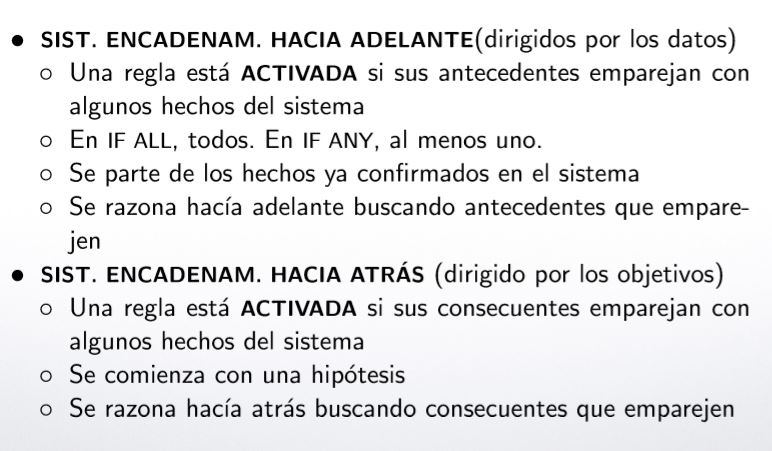 ● SIST. ENCADENAM. HACIA ADELANTE(dirigidos por los datos)
○ Una regla está ACTIVADA si sus antecedentes emparejan con
algunos hechos del sistema
○ En IF ALL, todos. En IF ANY, al menos uno.
○ Se parte de los hechos ya confirmados en el sistema
○ Se razona hacía adelante buscando antecedentes que empare-
jen
● SIST. ENCADENAM. HACIA ATRÁS (dirigido por los objetivos)
○ Una regla está ACTIVADA si sus consecuentes emparejan con
algunos hechos del sistema
○ Se comienza con una hipótesis
○ Se razona hacía atrás buscando consecuentes que emparejen